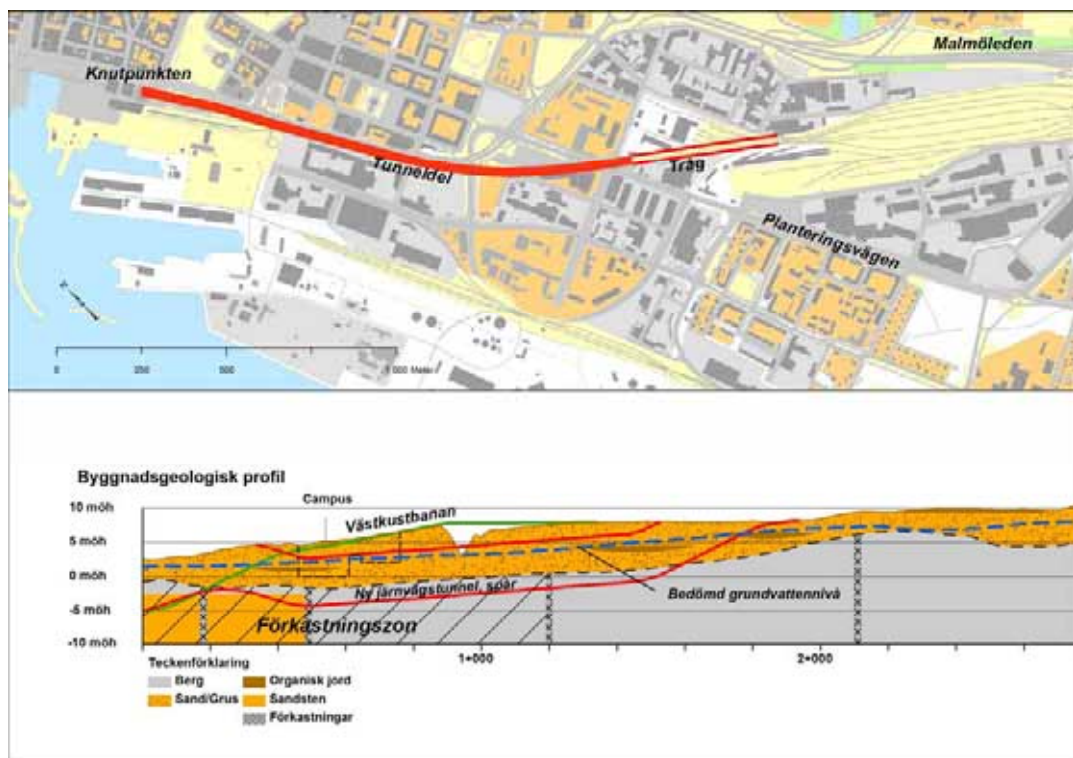 Knutpunkten
Malmöleden
Tunneldel
Tråg
Planteringsvägen
0 250 500 1 000 Meter
Byggnadsgeologisk profil
Campus
Västkustbanan
10 möh
5 möh
0 möh
-5 möh
-10 möh
Ny järnvägstunnel, spår
Bedömd grundvattennivå
Förkastningszon
1+000 2+000
Teckenförklaring
Berg Organisk jord
Sand/Grus Sandsten
Förkastningar